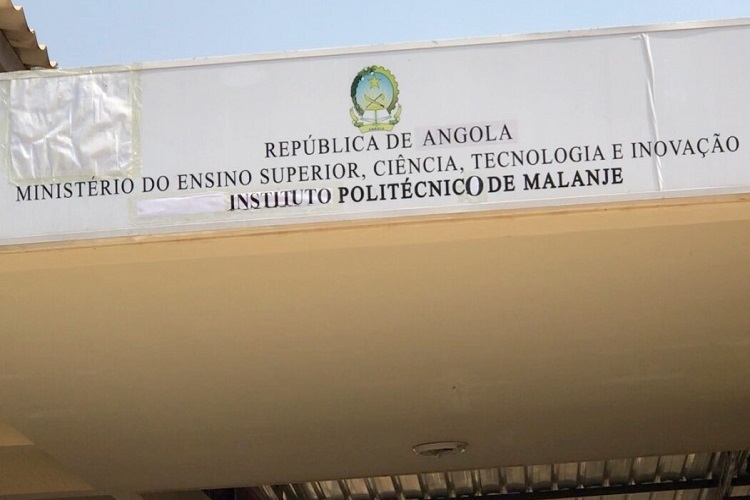 REPÚBLICA DE ANGOLA
MINISTÉRIO DO ENSINO SUPERIOR, CIÊNCIA, TECNOLOGIA E INOVAÇÃO
INSTITUTO POLITÉCNICO DE MALANJE